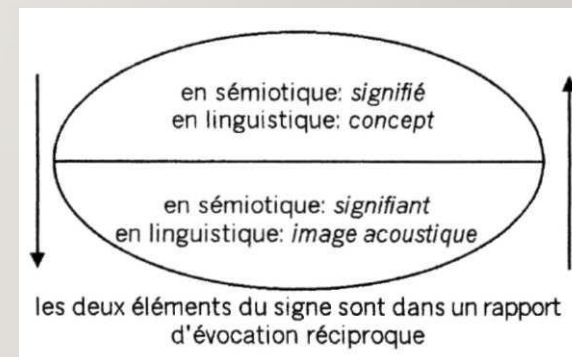 en sémiotique: signifié
en linguistique: concept
en sémiotique: signifiant
en linguistique: image acoustique
les deux éléments du signe sont dans un rapport
d'évocation réciproque